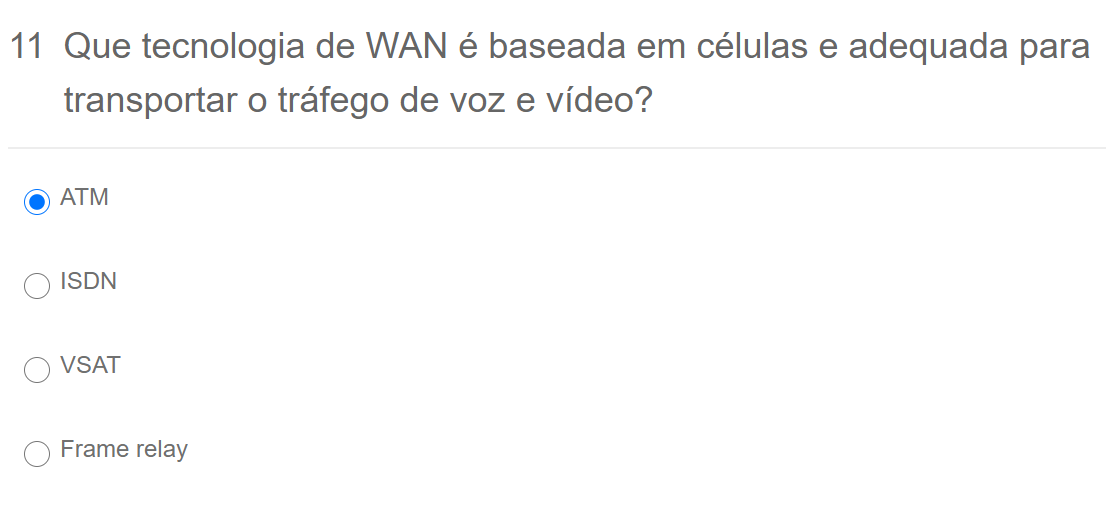 11 Que tecnologia de WAN é baseada em células e adequada para
transportar o tráfego de voz e vídeo?
ATM
ISDN
VSAT
Frame relay